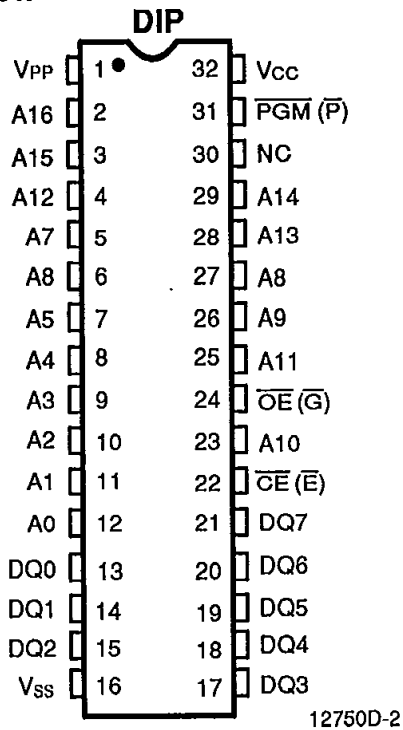 DIP
VPP 1 32 VCC
A16 2 31 PGM (P)
A15 3 30 NC
A12 4 29 A14
A7 5 28 A13
A8 6 27 A8
A5 7 26 A9
A4 8 25 A11
A3 9 24 OE (G)
A2 10 23 A10
A1 11 22 CE (E)
A0 12 21 DQ7
DQ0 13 20 DQ6
DQ1 14 19 DQ5
DQ2 15 18 DQ4
VSS 16 17 DQ3
12750D-2